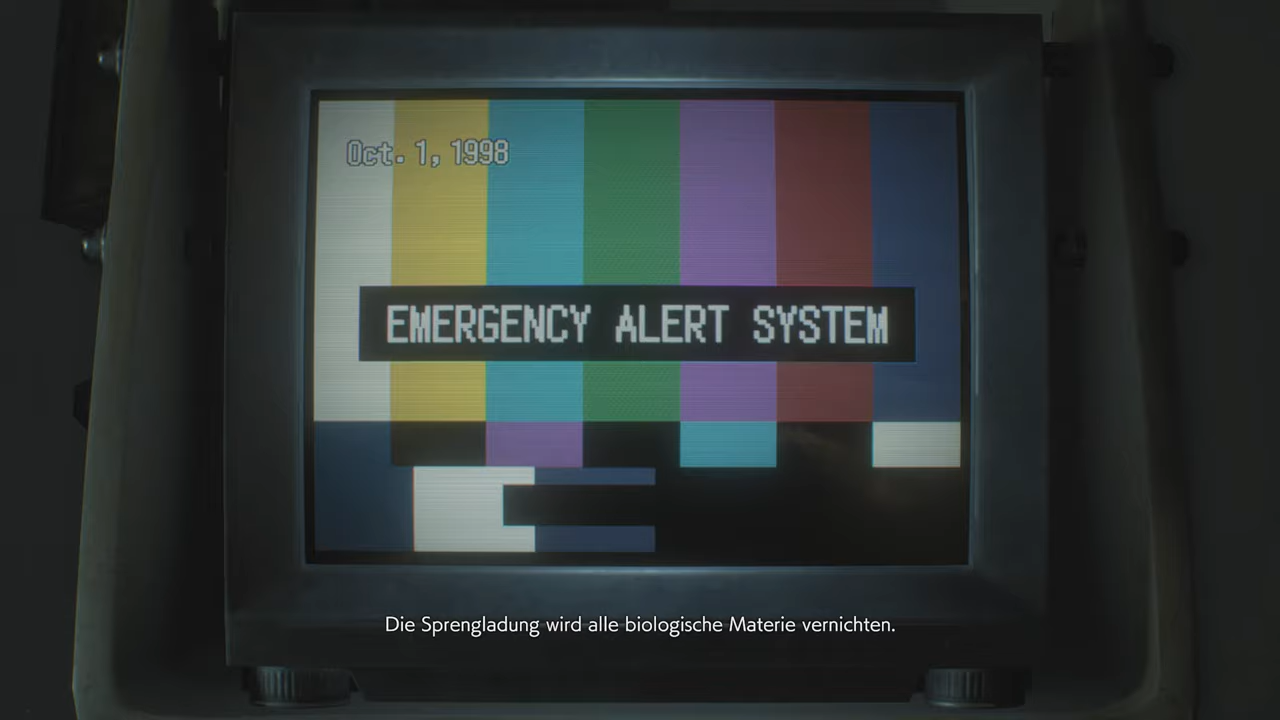 Oct. 1, 1998
EMERGENCY ALERT SYSTEM
Die Sprengladung wird alle biologische Materie vernichten.